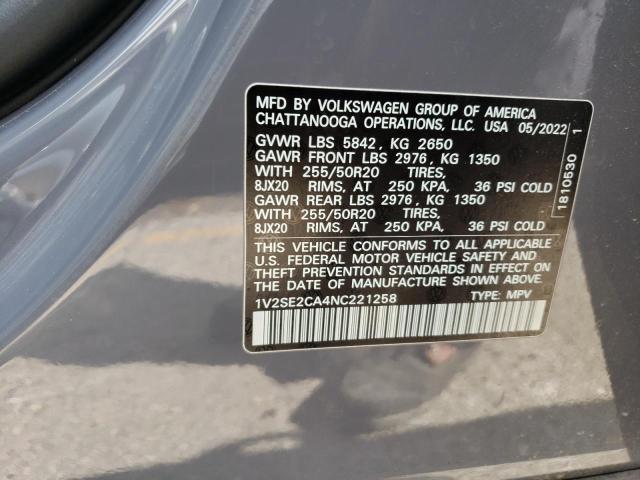 MFD BY VOLKSWAGEN GROUP OF AMERICA
CHATTANOOGA OPERATIONS, LLC. USA 05/2022
GVWR LBS 5842, KG 2650
GAWR FRONT LBS 2976, KG 1350
WITH 255/50R20 TIRES,
8JX20 RIMS, AT 250 KPA, 36 PSI COLD
GAWR REAR LBS 2976, KG 1350
WITH 255/50R20 TIRES,
8JX20 RIMS, AT 250 KPA, 36 PSI COLD
THIS VEHICLE CONFORMS TO ALL APPLICABLE
U.S. FEDERAL MOTOR VEHICLE SAFETY AND
THEFT PREVENTION STANDARDS IN EFFECT ON
THE DATE OF MANUFACTURE SHOWN ABOVE.
1V2SE2CA4NC221258 TYPE: MPV
1810530 1